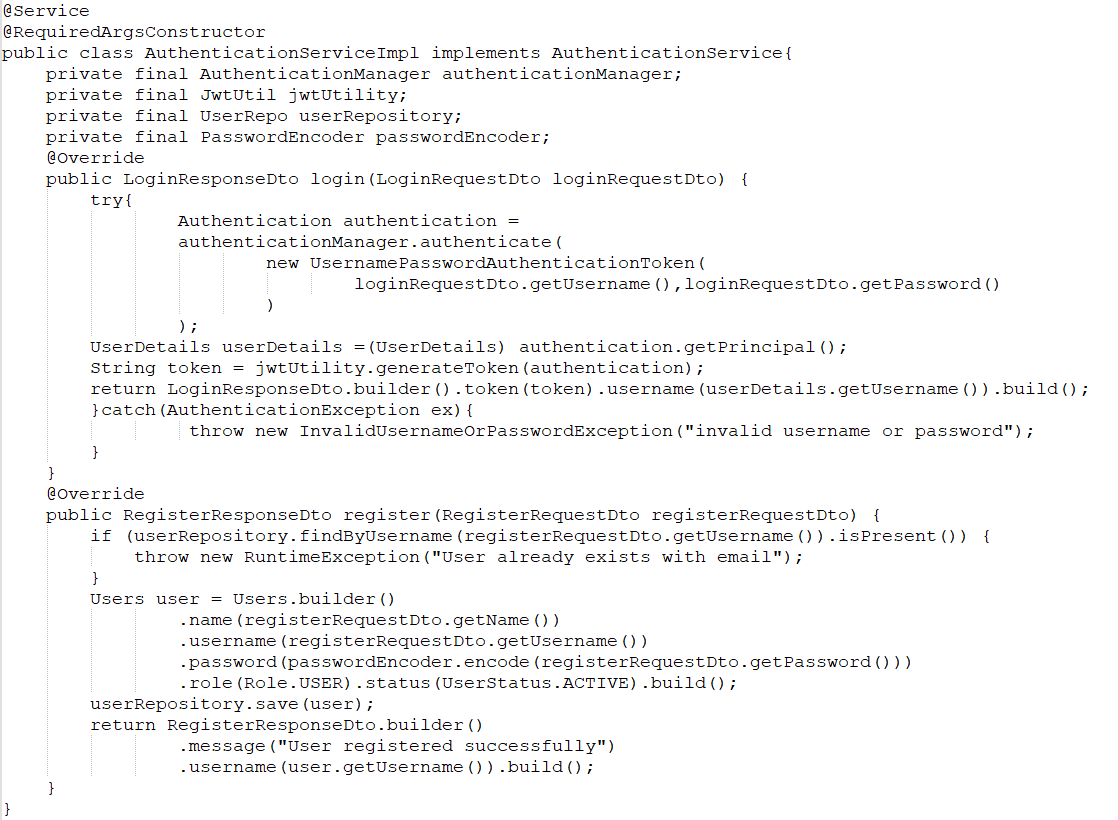 @Service
@RequiredArgsConstructor
public class AuthenticationServiceImpl implements AuthenticationService{
    private final AuthenticationManager authenticationManager;
    private final JwtUtil jwtUtility;
    private final UserRepo userRepository;
    private final PasswordEncoder passwordEncoder;
    @Override
    public LoginResponseDto login(LoginRequestDto loginRequestDto) {
        try{
                Authentication authentication =
                authenticationManager.authenticate(
                        new UsernamePasswordAuthenticationToken(
                                loginRequestDto.getUsername(),loginRequestDto.getPassword()
                        )
                );
        UserDetails userDetails =(UserDetails) authentication.getPrincipal();
        String token = jwtUtility.generateToken(authentication);
        return LoginResponseDto.builder().token(token).username(userDetails.getUsername()).build();
        }catch(AuthenticationException ex){
                 throw new InvalidUsernameOrPasswordException("invalid username or password");
        }
    }
    @Override
    public RegisterResponseDto register(RegisterRequestDto registerRequestDto) {
        if (userRepository.findByUsername(registerRequestDto.getUsername()).isPresent()) {
            throw new RuntimeException("User already exists with email");
        }
        Users user = Users.builder()
                .name(registerRequestDto.getName())
                .username(registerRequestDto.getUsername())
                .password(passwordEncoder.encode(registerRequestDto.getPassword()))
                .role(Role.USER).status(UserStatus.ACTIVE).build();
        userRepository.save(user);
        return RegisterResponseDto.builder()
                .message("User registered successfully")
                .username(user.getUsername()).build();
    }
}